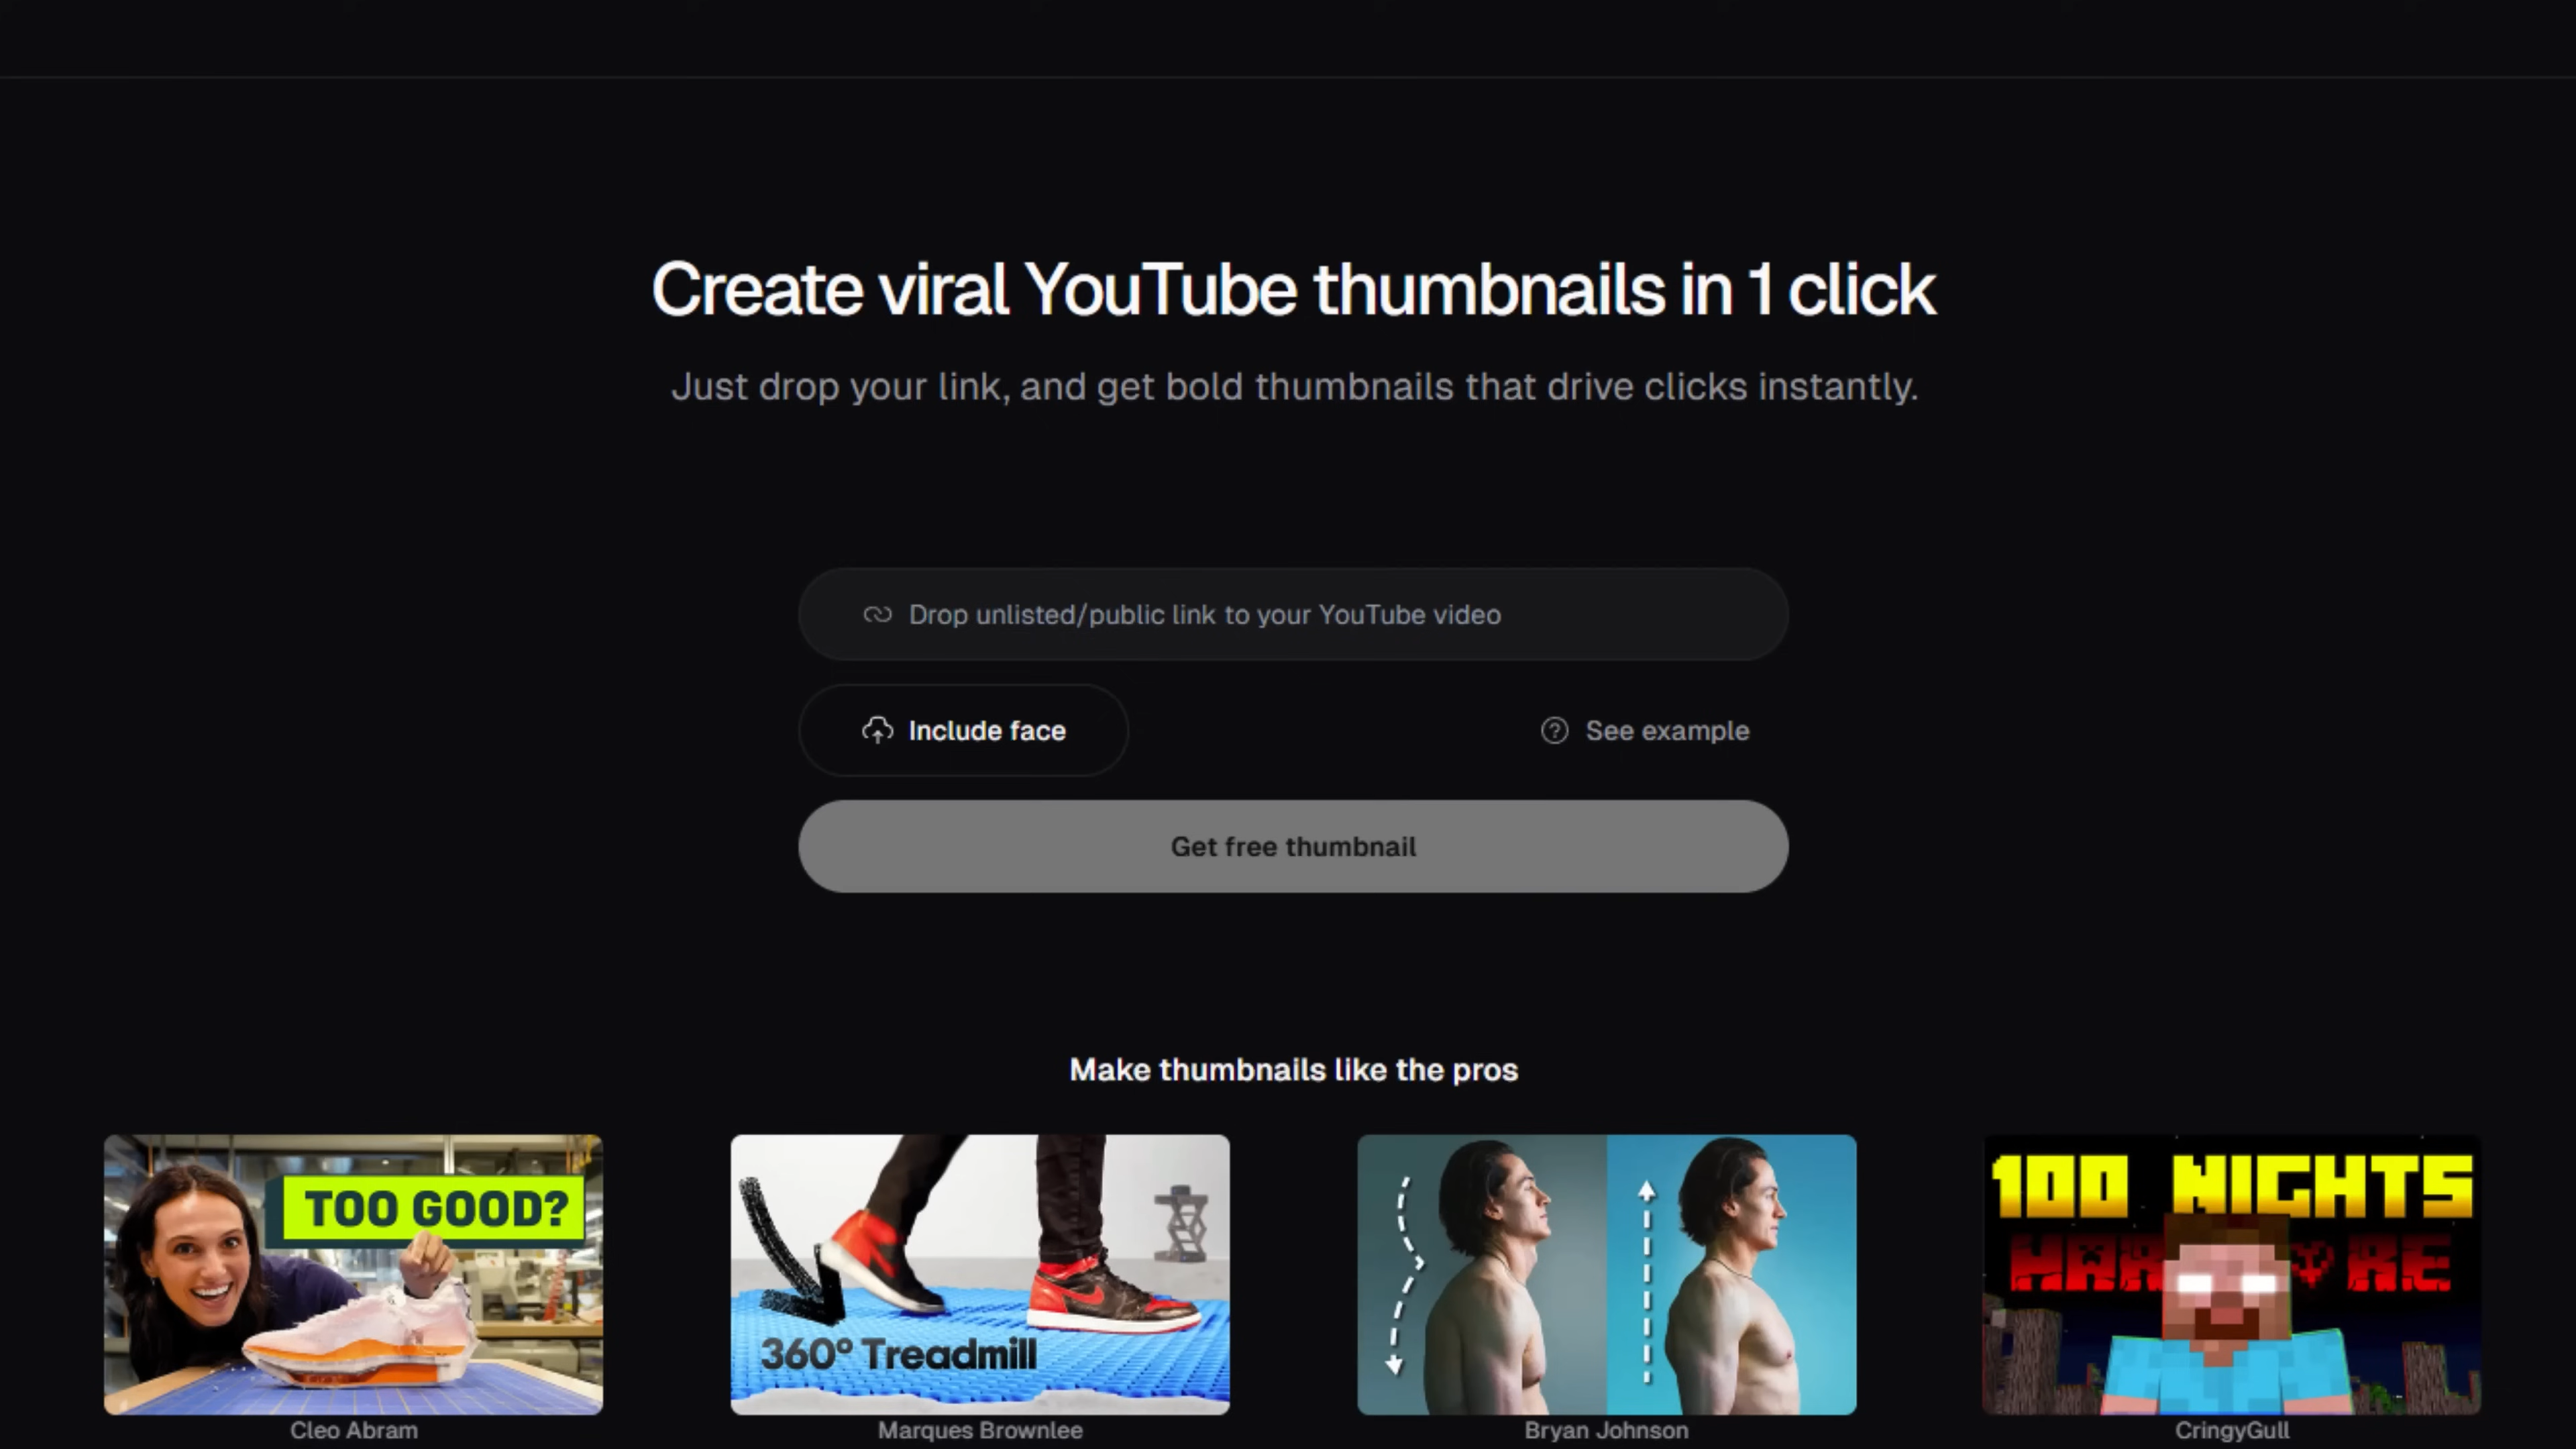 Create viral YouTube thumbnails in 1 click
Just drop your link, and get bold thumbnails that drive clicks instantly.
Drop unlisted/public link to your YouTube video
Include face
See example
Get free thumbnail
Make thumbnails like the pros
TOO GOOD?
360° Treadmill
100 NIGHTS
Cleo Abram
Marques Brownlee
Bryan Johnson
CringyGull